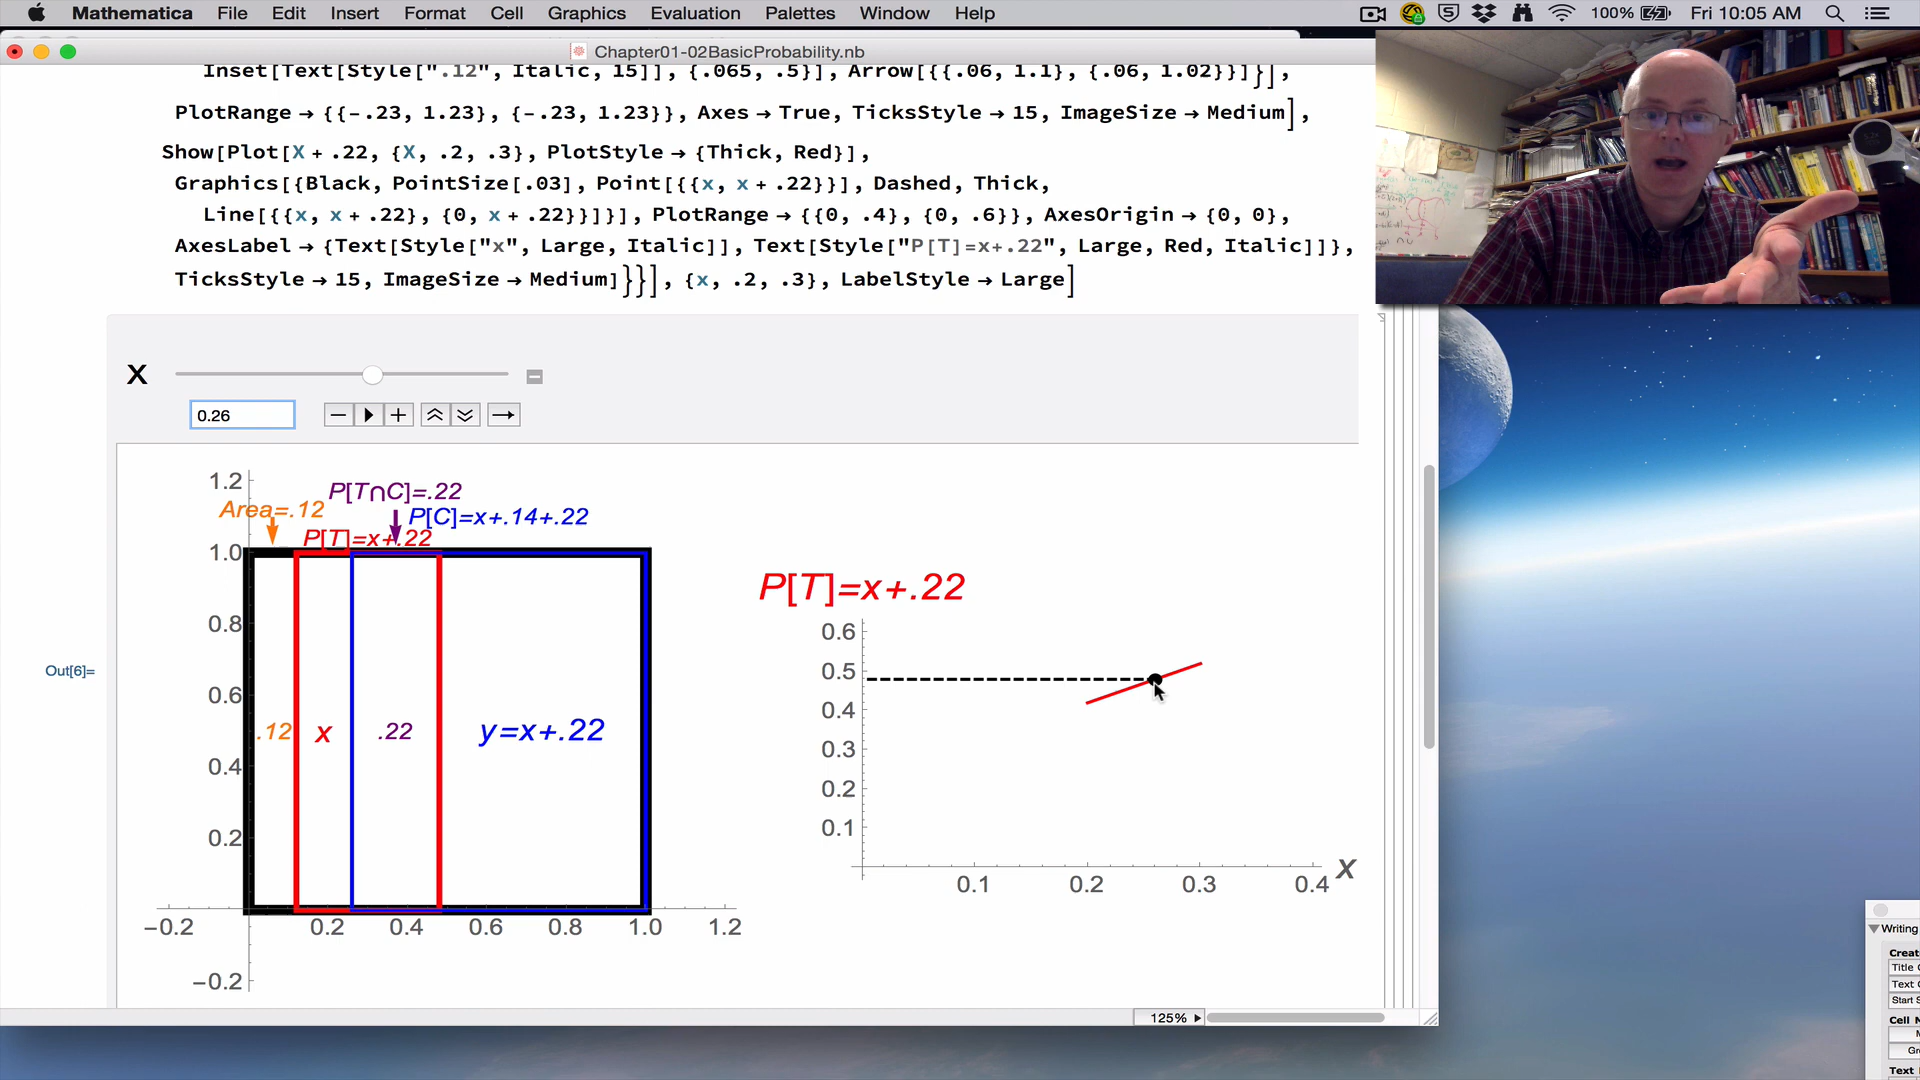 Mathematica File Edit Insert Format Cell Graphics Evaluation Palettes Window Help 100% Fri 10:05 AM
Chapter01-02BasicProbability.nb
Inset[Text[Style[".12", Italic, 15]], {.065, .5}], Arrow[{{.06, 1.1}, {.06, 1.02}}]}],
PlotRange → {{-.23, 1.23}, {-.23, 1.23}}, Axes → True, TicksStyle → 15, ImageSize → Medium],
Show[Plot[X + .22, {X, .2, .3}, PlotStyle → {Thick, Red}],
Graphics[{Black, PointSize[.03], Point[{{x, x + .22}}], Dashed, Thick,
Line[{{x, x + .22}, {0, x + .22}}]}], PlotRange → {{0, .4}, {0, .6}}, AxesOrigin → {0, 0},
AxesLabel → {Text[Style["x", Large, Italic]], Text[Style["P[T]=x+.22", Large, Red, Italic]]},
TicksStyle → 15, ImageSize → Medium]}}], {x, .2, .3}, LabelStyle → Large]
X
0.26
Out[6]=
1.2
P[T∩C]=.22
Area=.12
P[C]=x+.14+.22
P[T]=x+.22
1.0
0.8
0.6
0.4
0.2
-0.2
.12 x .22 y=x+.22
-0.2 0.2 0.4 0.6 0.8 1.0 1.2
P[T]=x+.22
0.6
0.5
0.4
0.3
0.2
0.1
0.1 0.2 0.3 0.4 X
125%
Writing
Title
Text
Start
Cell
Text